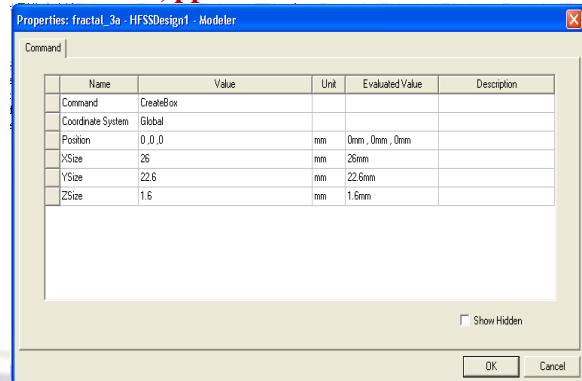 Properties: fractal_3a - HFSSDesign1 - Modeler
Command
Name Value Unit Evaluated Value Description
Command CreateBox
Coordinate System Global
Position 0 ,0 ,0 mm 0mm , 0mm , 0mm
XSize 26 mm 26mm
YSize 22.6 mm 22.6mm
ZSize 1.6 mm 1.6mm
Show Hidden
OK Cancel